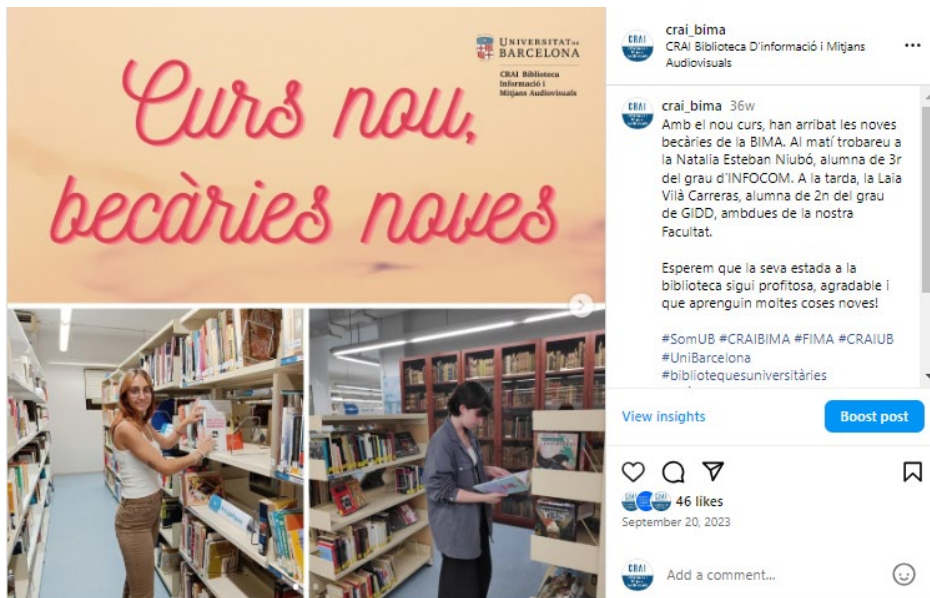 Curs nou,
becàries noves
UNIVERSITAT DE
BARCELONA
CRAI Biblioteca
Informació i
Mitjans Audiovisuals
crai_bima
CRAI Biblioteca D'informació i Mitjans
Audiovisuals
crai_bima 36w
Amb el nou curs, han arribat les noves
becàries de la BIMA. Al matí trobareu a
la Natalia Esteban Niubó, alumna de 3r
del grau d'INFOCOM. A la tarda, la Laia
Vilà Carreras, alumna de 2n del grau
de GIDD, ambdues de la nostra
Facultat.
Esperem que la seva estada a la
biblioteca sigui profitosa, agradable i
que aprenguin moltes coses noves!
#SomUB #CRAIBIMA #FIMA #CRAIUB
#UniBarcelona
#bibliotequesuniversitàries
View insights
Boost post
46 likes
September 20, 2023
Add a comment...